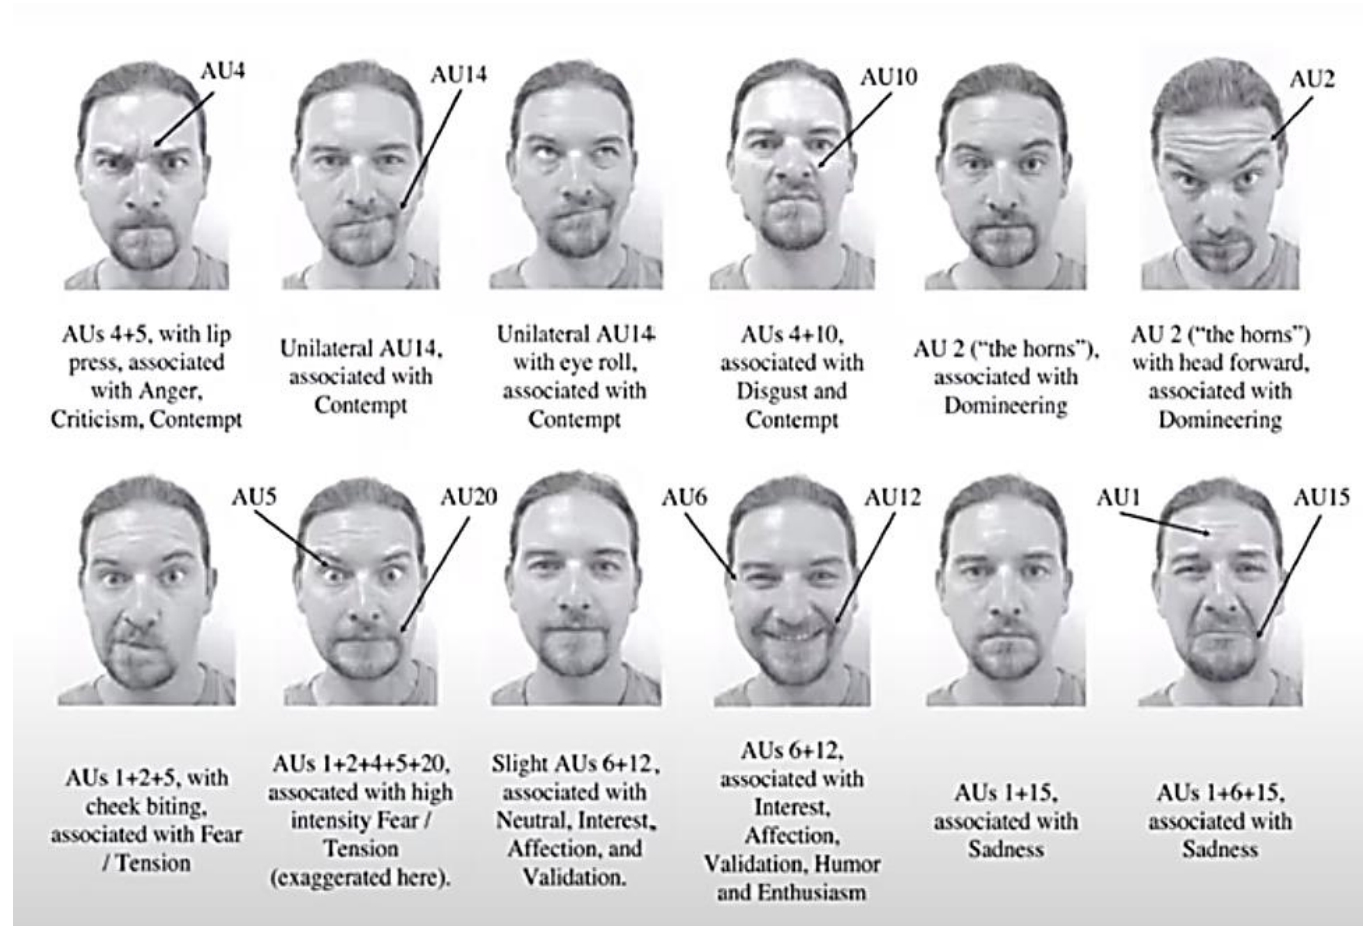 AU4
AU14
AU10
AU2
AUs 4+5, with lip
press, associated
with Anger,
Criticism, Contempt
Unilateral AU14,
associated with
Contempt
Unilateral AU14
with eye roll,
associated with
Contempt
AUs 4+10,
associated with
Disgust and
Contempt
AU 2 (“the horns”),
associated with
Domineering
AU 2 (“the horns”)
with head forward,
associated with
Domineering
AU5
AU20
AU6
AU12
AU1
AU15
AUs 1+2+5, with
cheek biting,
associated with Fear
/ Tension
AUs 1+2+4+5+20,
assocated with high
intensity Fear /
Tension
(exaggerated here).
Slight AUs 6+12,
associated with
Neutral, Interest,
Affection, and
Validation.
AUs 6+12,
associated with
Interest,
Affection,
Validation, Humor
and Enthusiasm
AUs 1+15,
associated with
Sadness
AUs 1+6+15,
associated with
Sadness